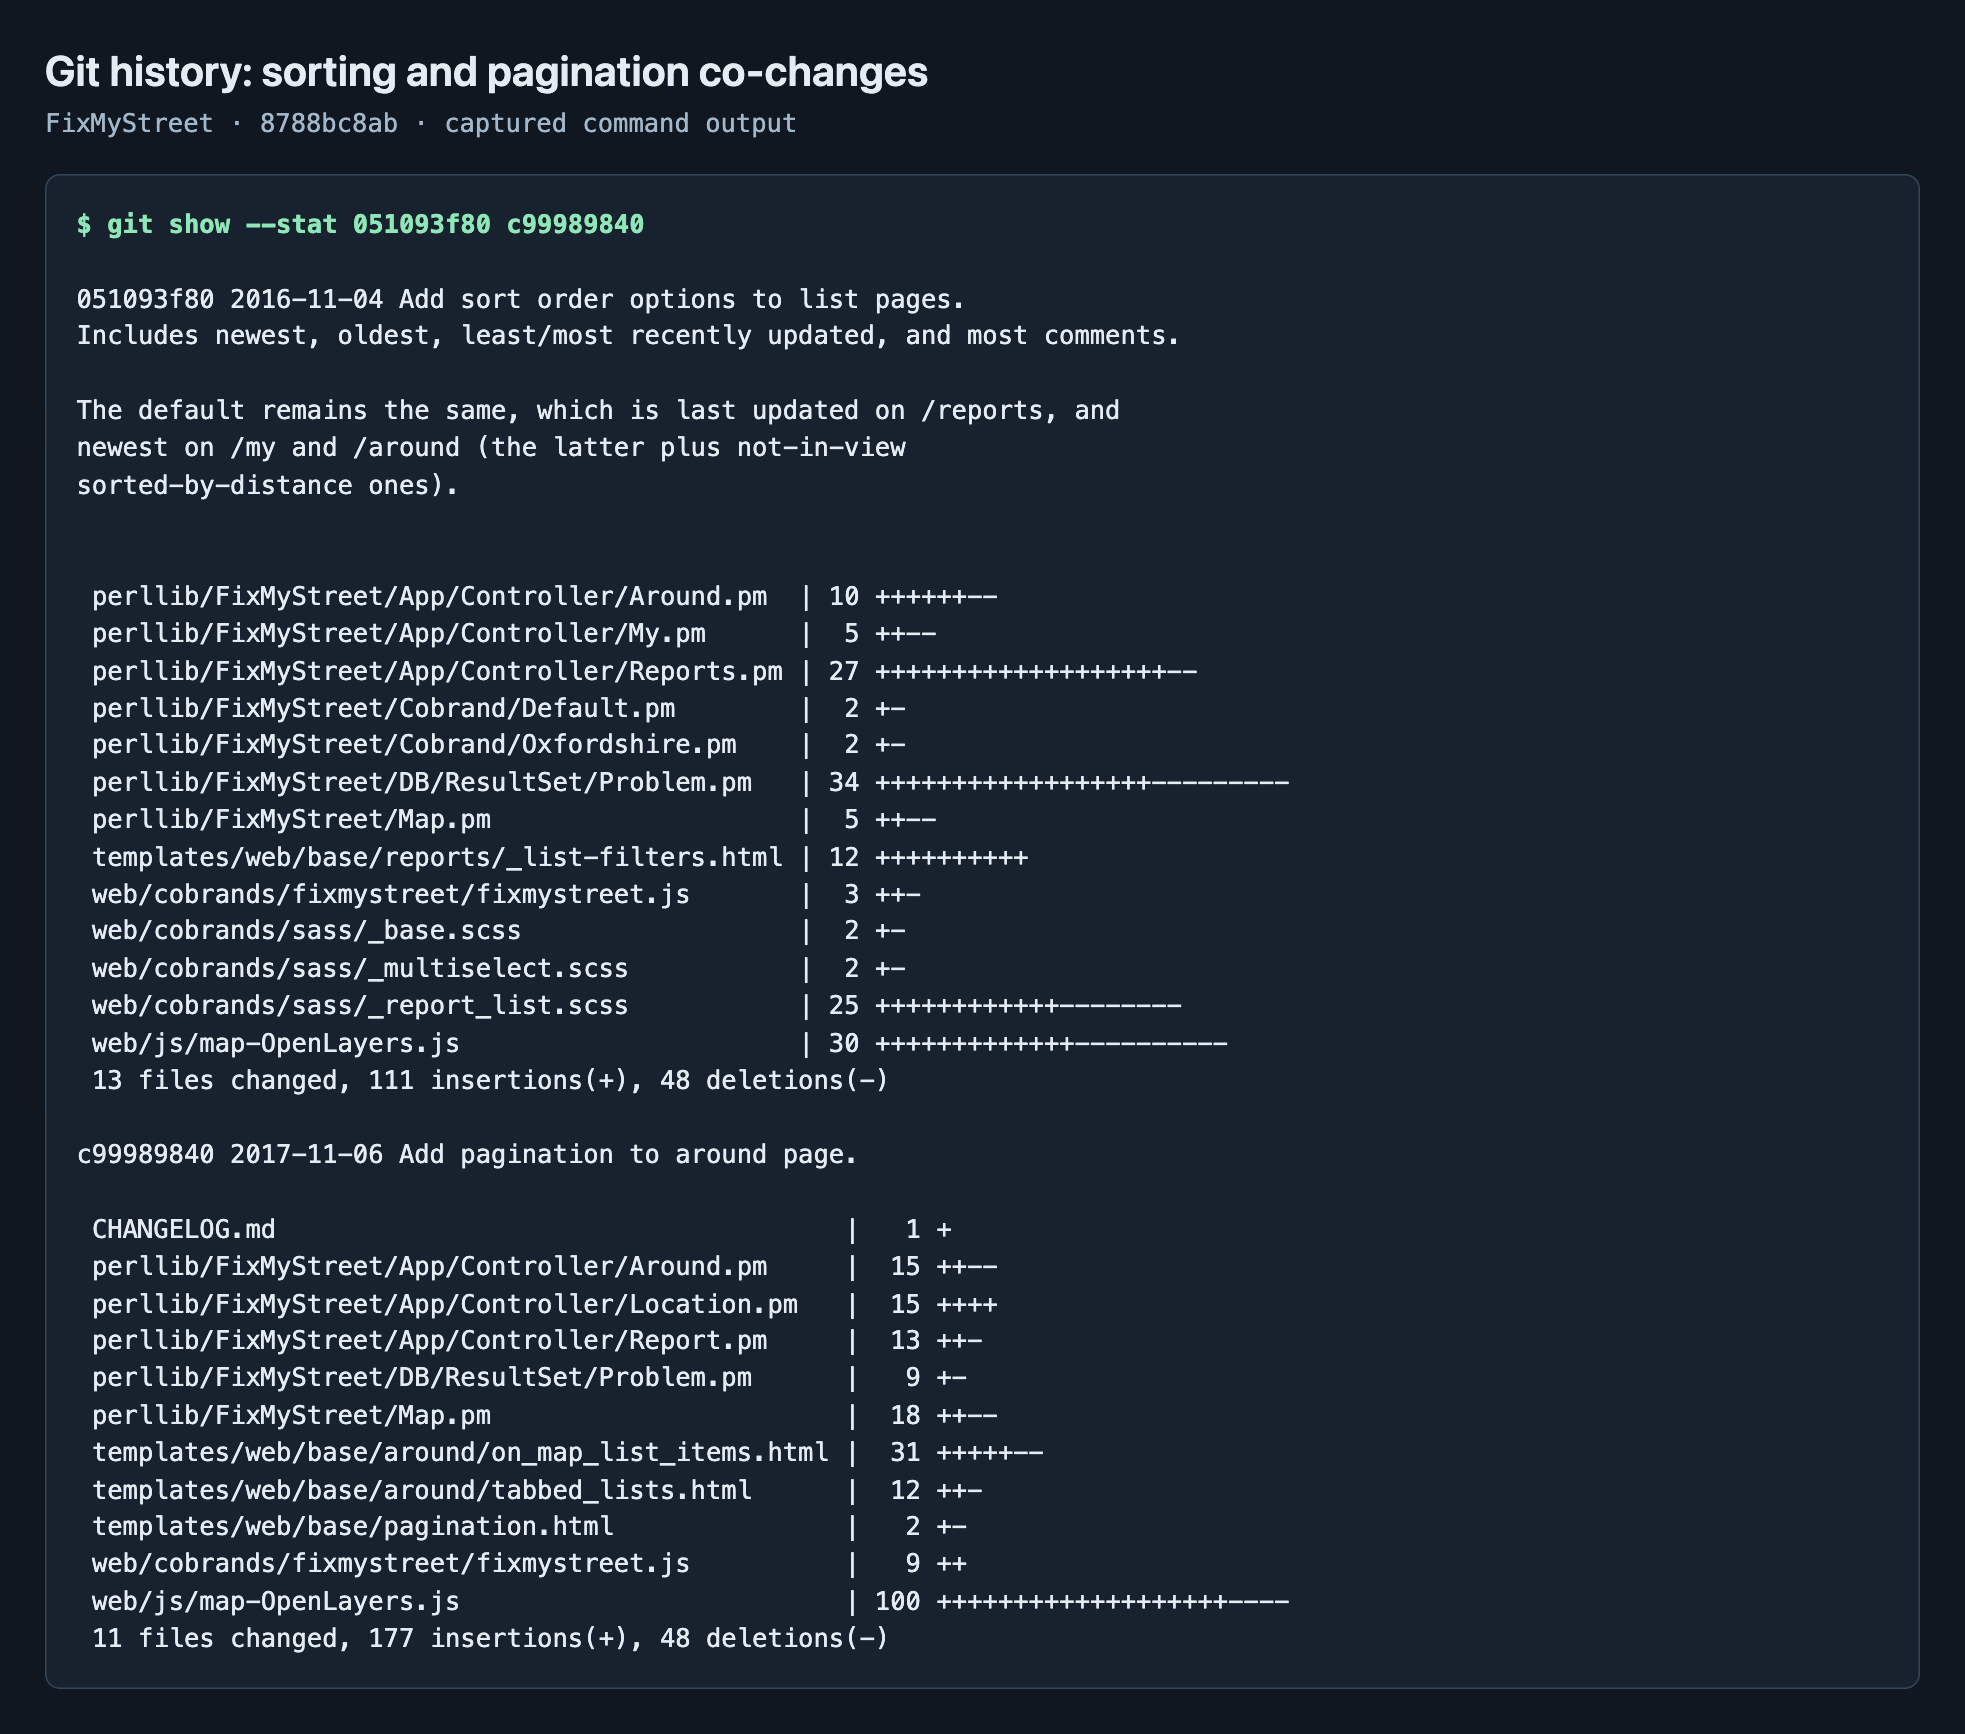 Git history: sorting and pagination co-changes
FixMyStreet · 8788bc8ab · captured command output
$ git show --stat 051093f80 c99989840
051093f80 2016-11-04 Add sort order options to list pages.
Includes newest, oldest, least/most recently updated, and most comments.
The default remains the same, which is last updated on /reports, and
newest on /my and /around (the latter plus not-in-view
sorted-by-distance ones).
perllib/FixMyStreet/App/Controller/Around.pm | 10 ++++++--
perllib/FixMyStreet/App/Controller/My.pm | 5 ++--
perllib/FixMyStreet/App/Controller/Reports.pm | 27 +++++++++++++++++++--
perllib/FixMyStreet/Cobrand/Default.pm | 2 +-
perllib/FixMyStreet/Cobrand/Oxfordshire.pm | 2 +-
perllib/FixMyStreet/DB/ResultSet/Problem.pm | 34 ++++++++++++++++++---------
perllib/FixMyStreet/Map.pm | 5 ++--
templates/web/base/reports/_list-filters.html | 12 ++++++++++
web/cobrands/fixmystreet/fixmystreet.js | 3 ++-
web/cobrands/sass/_base.scss | 2 +-
web/cobrands/sass/_multiselect.scss | 2 +-
web/cobrands/sass/_report_list.scss | 25 ++++++++++++--------
web/js/map-OpenLayers.js | 30 +++++++++++++----------
13 files changed, 111 insertions(+), 48 deletions(-)
c99989840 2017-11-06 Add pagination to around page.
CHANGELOG.md | 1 +
perllib/FixMyStreet/App/Controller/Around.pm | 15 ++--
perllib/FixMyStreet/App/Controller/Location.pm | 15 ++++
perllib/FixMyStreet/App/Controller/Report.pm | 13 ++-
perllib/FixMyStreet/DB/ResultSet/Problem.pm | 9 +-
perllib/FixMyStreet/Map.pm | 18 ++--
templates/web/base/around/on_map_list_items.html | 31 +++++--
templates/web/base/around/tabbed_lists.html | 12 ++-
templates/web/base/pagination.html | 2 +-
web/cobrands/fixmystreet/fixmystreet.js | 9 ++
web/js/map-OpenLayers.js | 100 +++++++++++++++++++----
11 files changed, 177 insertions(+), 48 deletions(-)